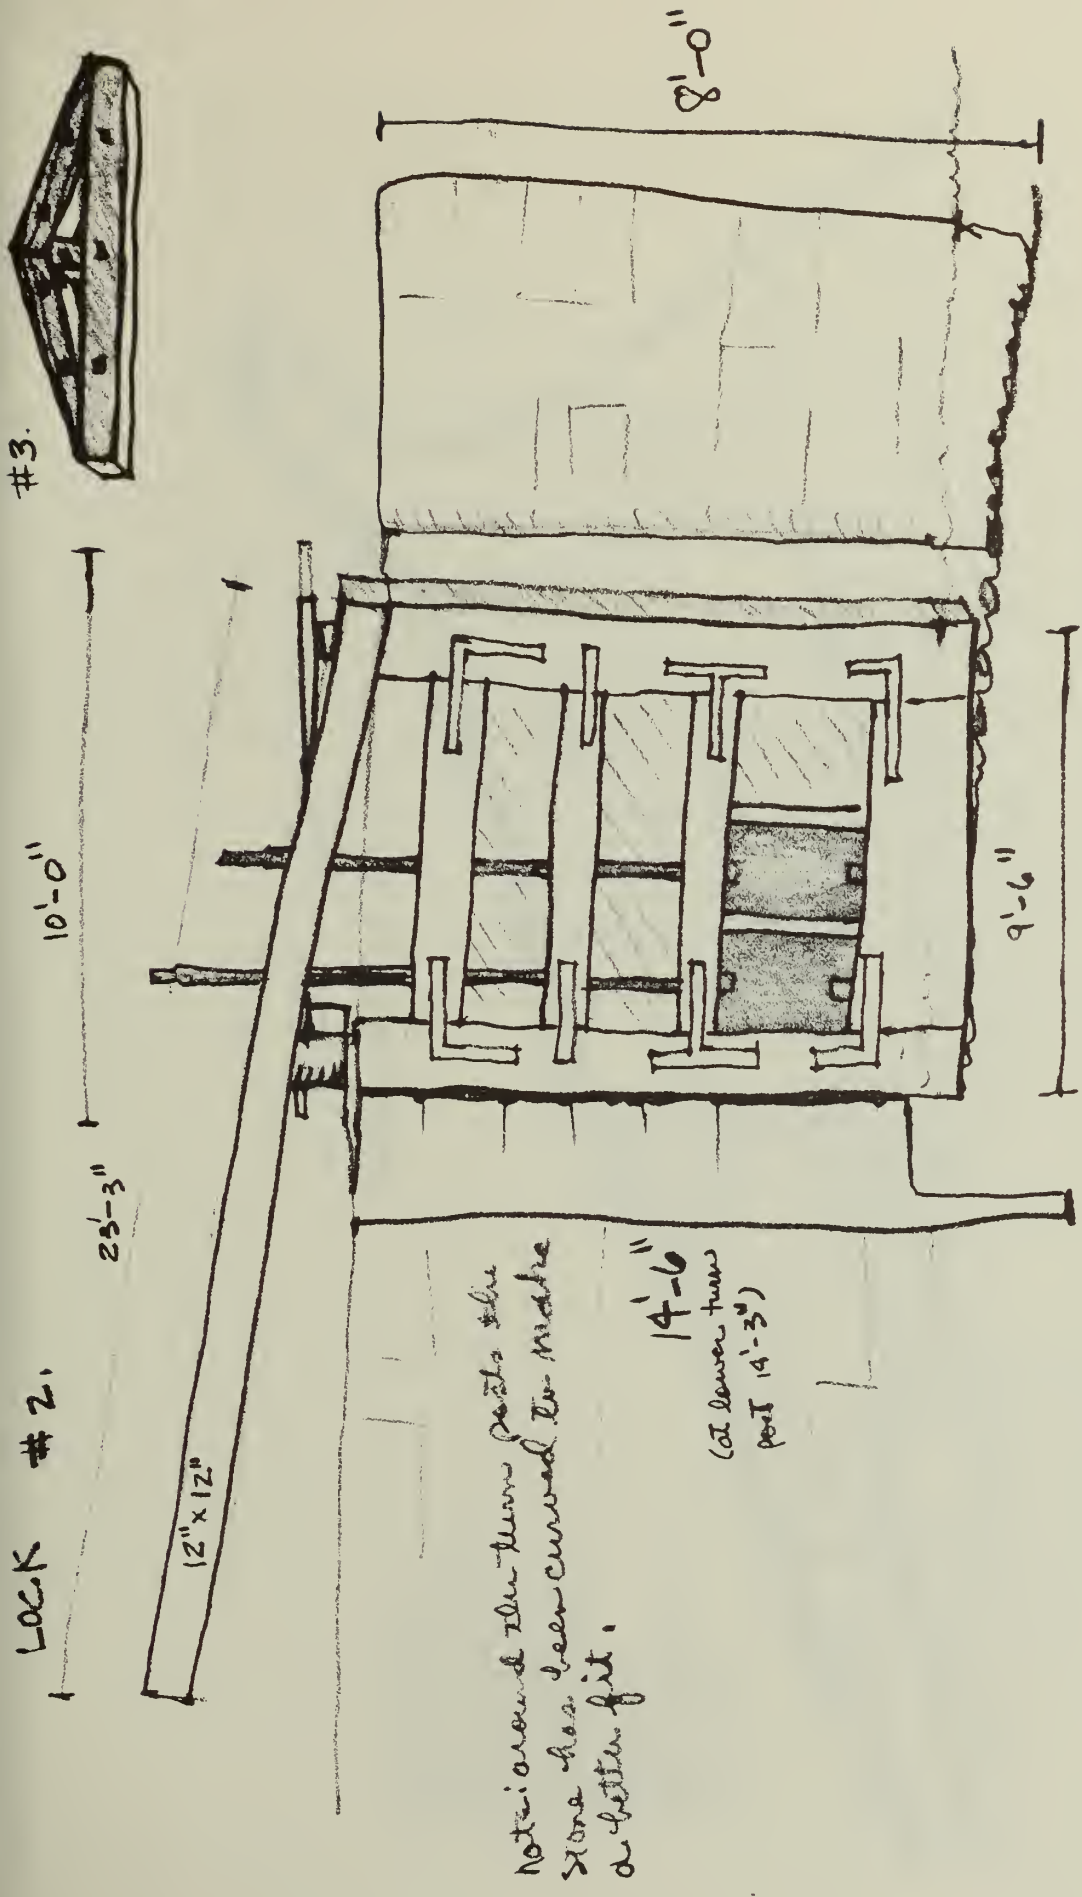 LOCK #2.
#3.
10'-0"
23'-3"
12"x12"
8'-0"
Note: around the turn posts the
stone has been curved to make
a better fit.
14'-6"
(at lower turn
post 14'-3")
9'-6"